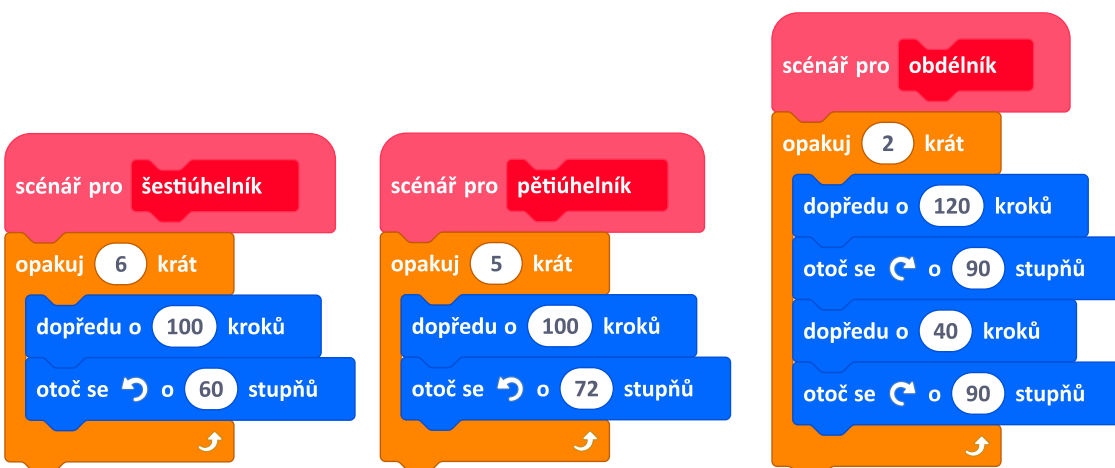 scénář pro šestiúhelník
opakuj 6 krát
dopředu o 100 kroků
otoč se o 60 stupňů
scénář pro pětiúhelník
opakuj 5 krát
dopředu o 100 kroků
otoč se o 72 stupňů
scénář pro obdélník
opakuj 2 krát
dopředu o 120 kroků
otoč se o 90 stupňů
dopředu o 40 kroků
otoč se o 90 stupňů